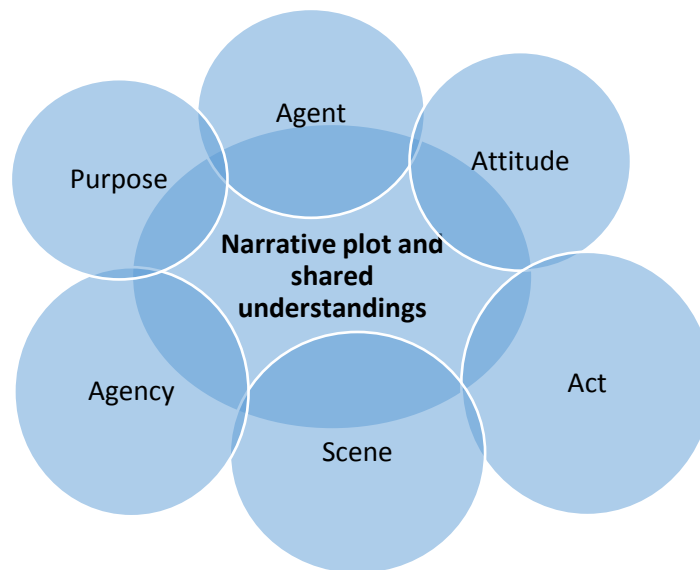 Agent
Attitude
Purpose
Narrative plot and
shared
understandings
Act
Agency
Scene